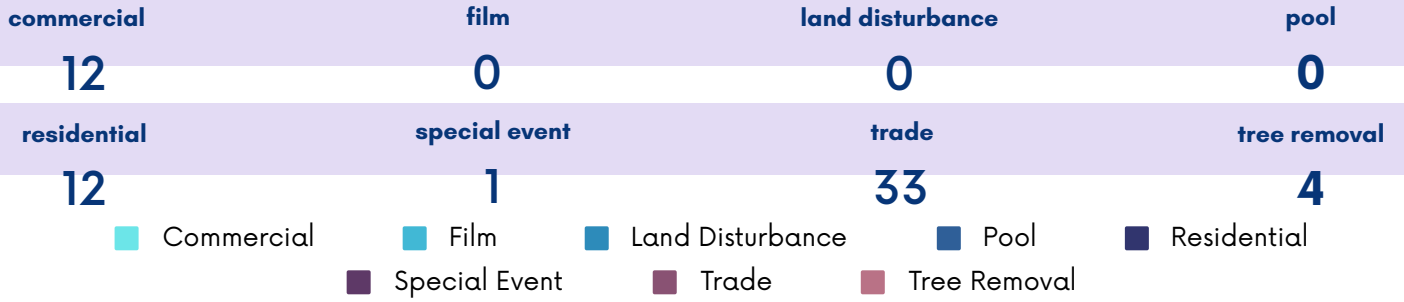 commercial film land disturbance pool
12 0 0 0
residential special event trade tree removal
12 1 33 4
Commercial Film Land Disturbance Pool Residential
Special Event Trade Tree Removal